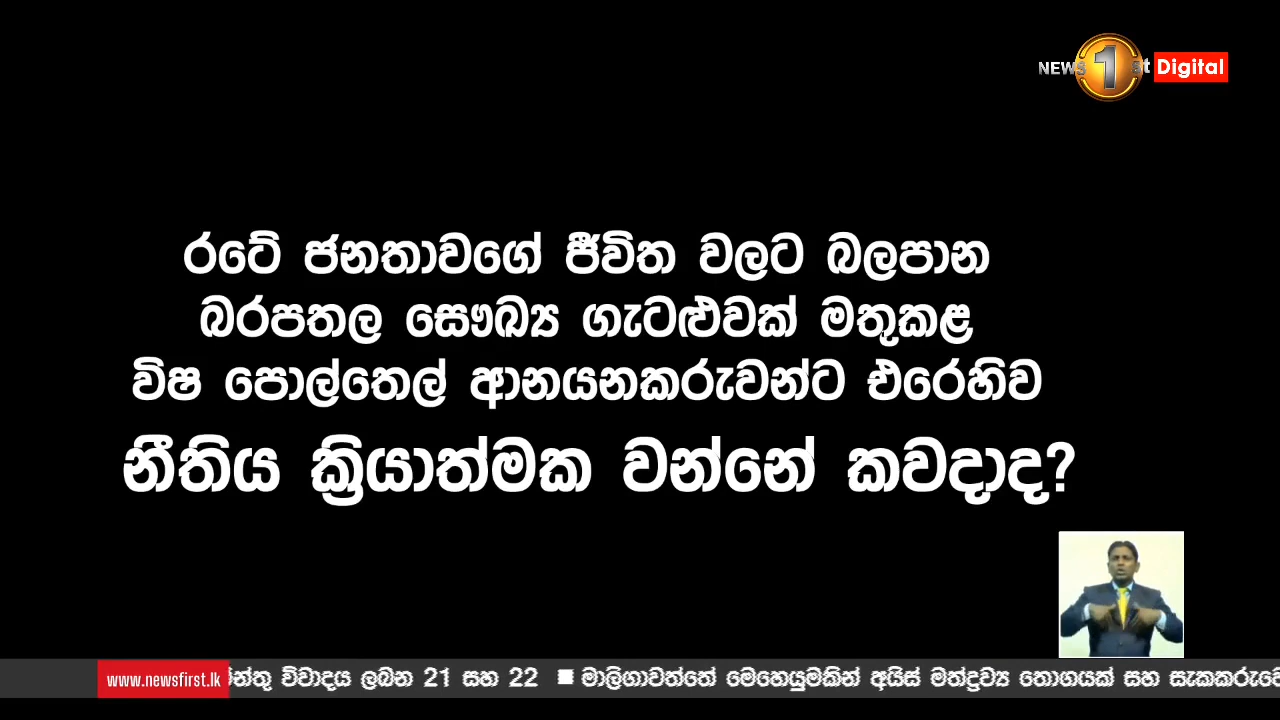 NEWS 1st Digital
රටේ ජනතාවගේ ජීවිත වලට බලපාන
බරපතල සෞඛ්‍ය ගැටළුවක් මතුකළ
විෂ පොල්තෙල් ආනයනකරුවන්ට එරෙහිව
නීතිය ක්‍රියාත්මක වන්නේ කවදාද?
www.newsfirst.lk විවාදය ලබන 21 සහ 22 ■ මාලිගාවත්තේ මෙහෙයුමකින් අයිස් මත්ද්‍රව්‍ය තොගයක් සහ